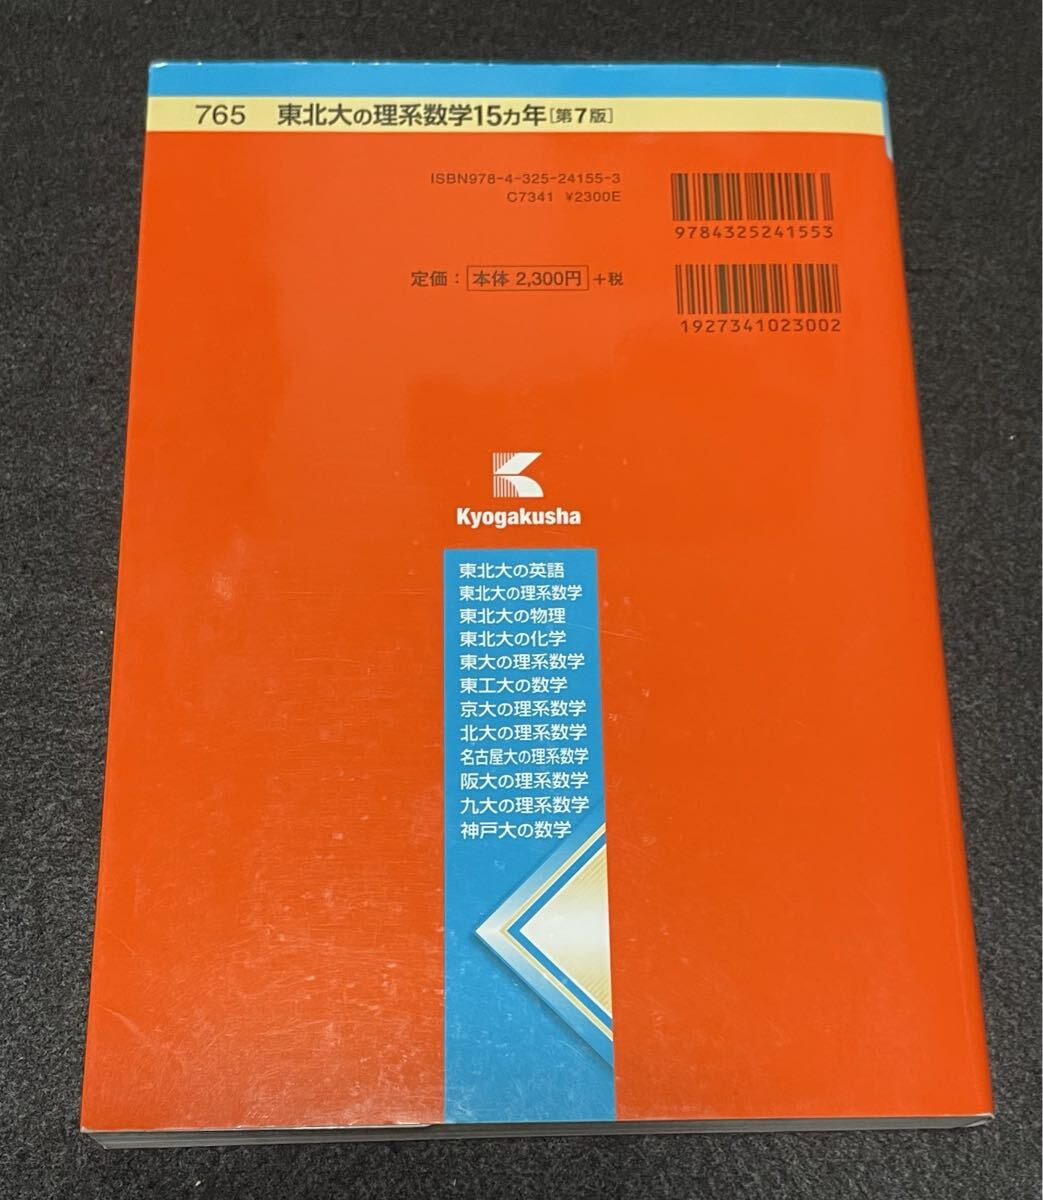 765 東北大の理系数学15カ年[第7版]
ISBN978-4-325-24155-3
C7341 ¥2300E
9784325241553
定価：本体 2,300円+税
1927341023002
Kyogakusha
東北大の英語
東北大の理系数学
東北大の物理
東北大の化学
東大の理系数学
東工大の数学
京大の理系数学
北大の理系数学
名古屋大の理系数学
阪大の理系数学
九大の理系数学
神戸大の数学